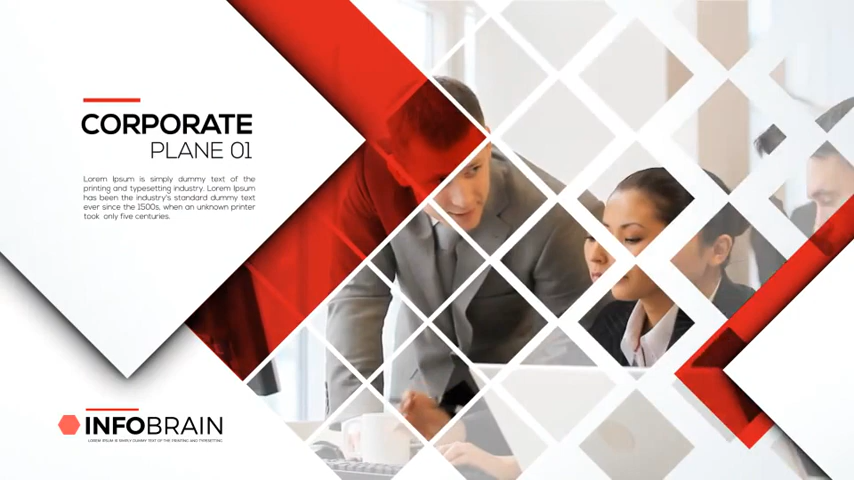 CORPORATE
PLANE 01
Lorem Ipsum is simply dummy text of the
printing and typesetting industry. Lorem Ipsum
has been the industry's standard dummy text
ever since the 1500s, when an unknown printer
took only five centuries.
INFOBRAIN
LOREM IPSUM IS SIMPLY DUMMY TEXT OF THE PRINTING AND TYPESETTING